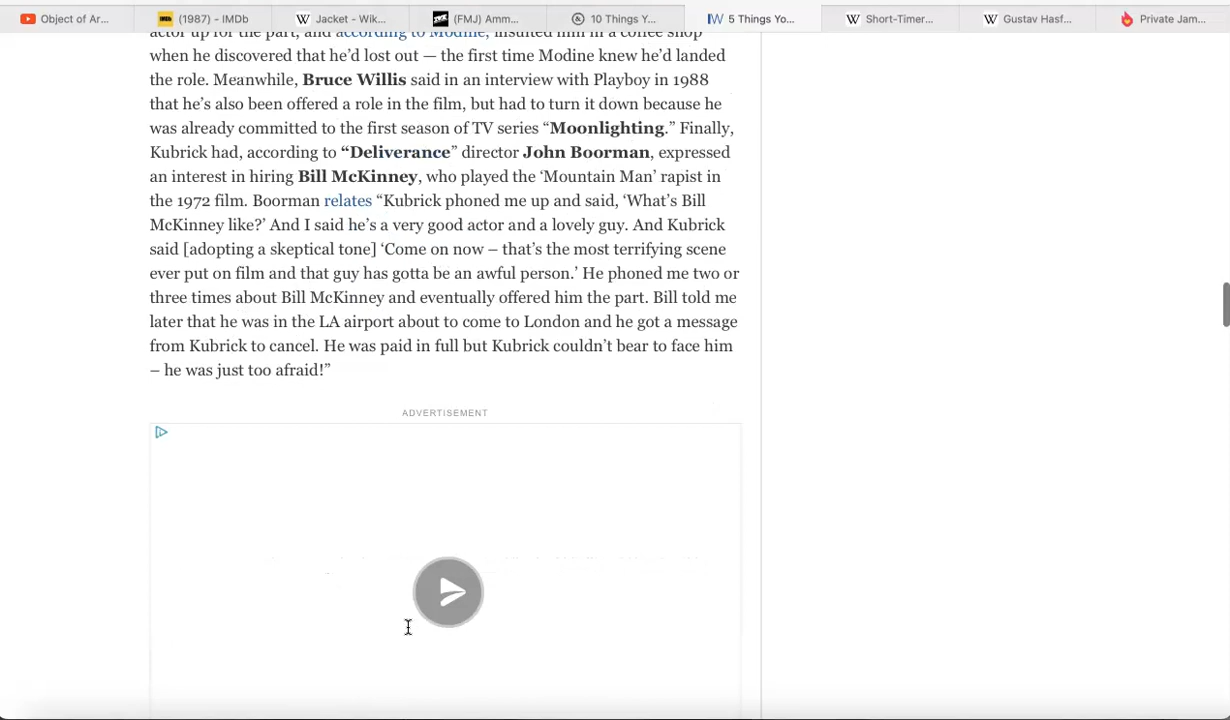 Object of Ar...
(1987) - IMDb
Jacket - Wik...
(FMJ) Amm...
10 Things Y...
5 Things Yo...
Short-Timer...
Gustav Hasf...
Private Jam...
actor up for the part, and according to Modine, insulted him in a coffee shop
when he discovered that he'd lost out — the first time Modine knew he'd landed
the role. Meanwhile, Bruce Willis said in an interview with Playboy in 1988
that he's also been offered a role in the film, but had to turn it down because he
was already committed to the first season of TV series “Moonlighting.” Finally,
Kubrick had, according to “Deliverance” director John Boorman, expressed
an interest in hiring Bill McKinney, who played the ‘Mountain Man’ rapist in
the 1972 film. Boorman relates “Kubrick phoned me up and said, ‘What's Bill
McKinney like?’ And I said he's a very good actor and a lovely guy. And Kubrick
said [adopting a skeptical tone] ‘Come on now – that's the most terrifying scene
ever put on film and that guy has gotta be an awful person.’ He phoned me two or
three times about Bill McKinney and eventually offered him the part. Bill told me
later that he was in the LA airport about to come to London and he got a message
from Kubrick to cancel. He was paid in full but Kubrick couldn't bear to face him
– he was just too afraid!”
ADVERTISEMENT